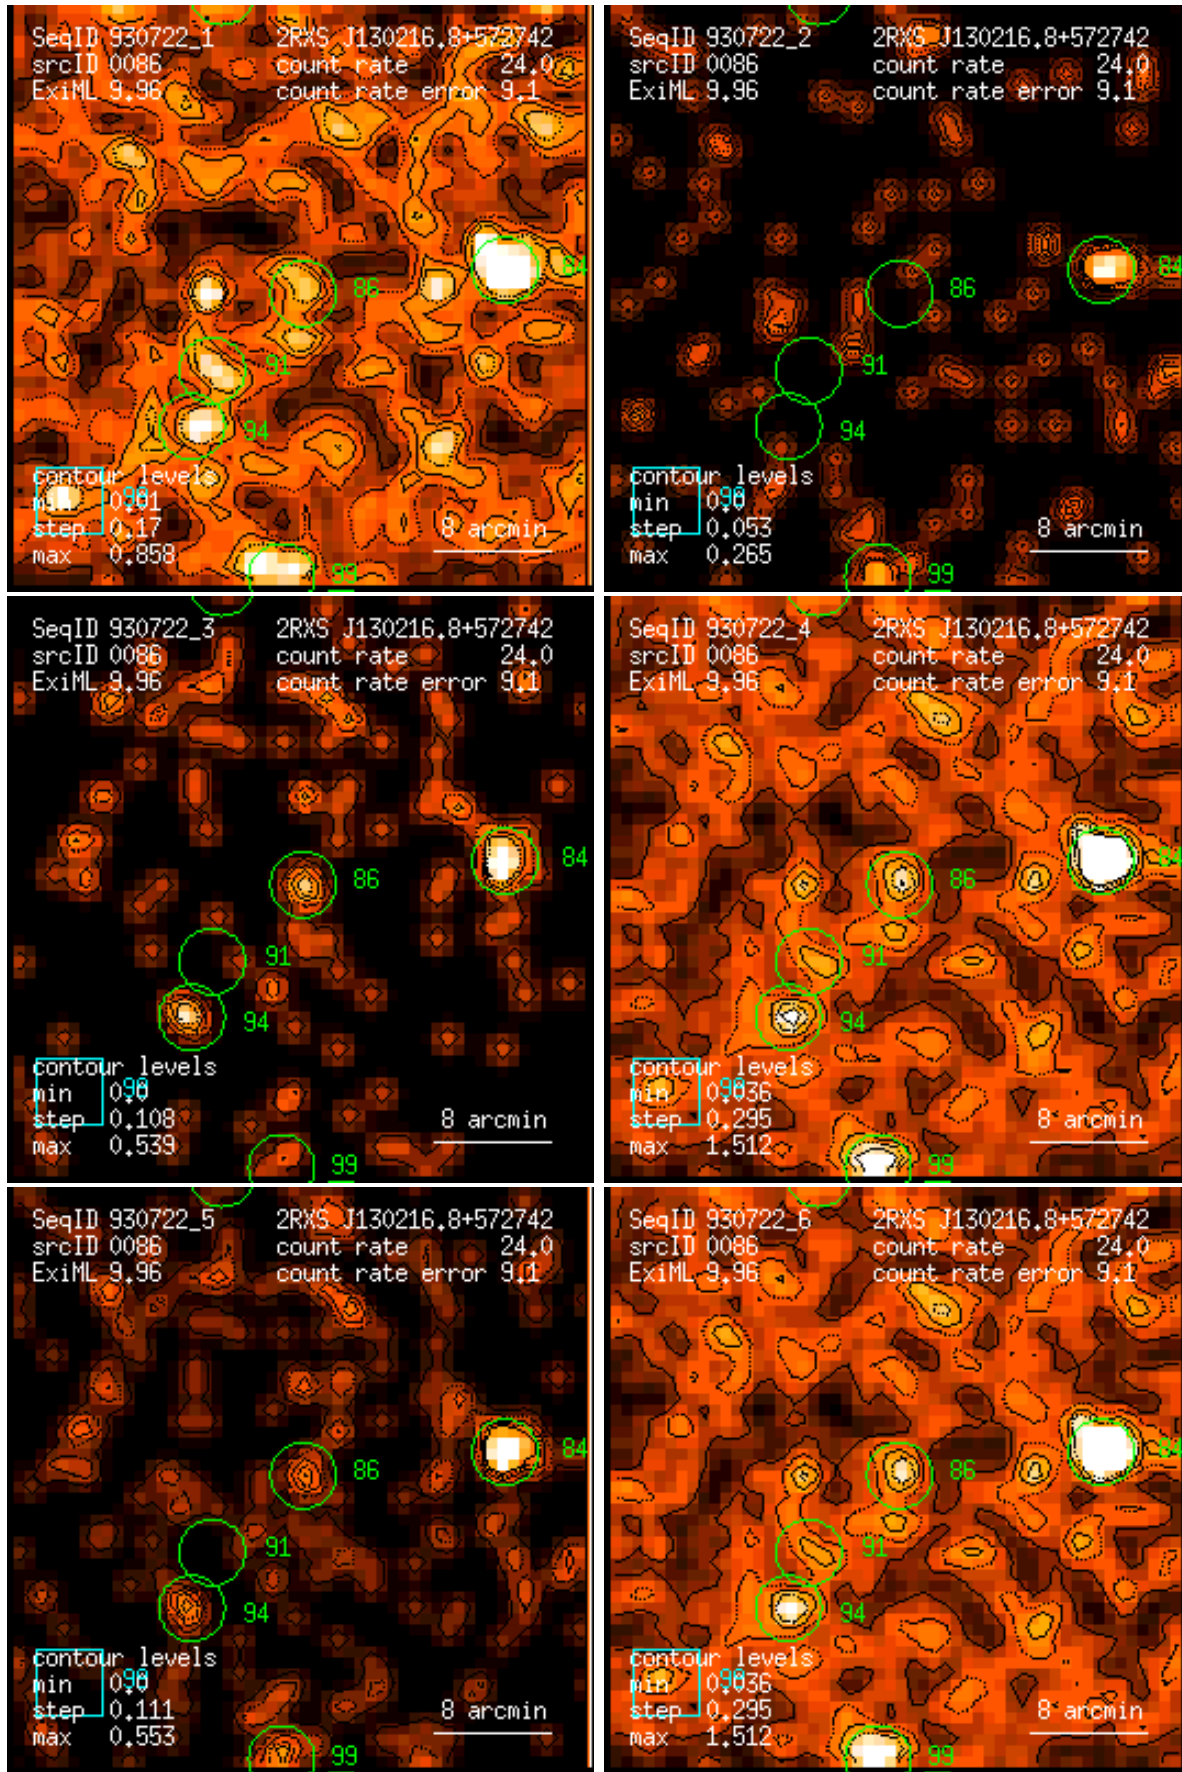 SeqID 930722_1 2RXS J130216.8+572742
srcID 0086 count rate 24.0
ExiML 9.96 count rate error 9.1
84
86
91
94
contour levels
min 0.01 90
step 0.17 8 arcmin
max 0.858 99
SeqID 930722_2 2RXS J130216.8+572742
srcID 0086 count rate 24.0
ExiML 9.96 count rate error 9.1
84
86
91
94
contour levels
min 0.0
step 0.053 8 arcmin
max 0.265 99
SeqID 930722_3 2RXS J130216.8+572742
srcID 0086 count rate 24.0
ExiML 9.96 count rate error 9.1
84
86
91
94
contour levels
min 0.0
step 0.108 8 arcmin
max 0.539 99
SeqID 930722_4 2RXS J130216.8+572742
srcID 0086 count rate 24.0
ExiML 9.96 count rate error 9.1
84
86
91
94
contour levels
min 0.036
step 0.295 8 arcmin
max 1.512 99
SeqID 930722_5 2RXS J130216.8+572742
srcID 0086 count rate 24.0
ExiML 9.96 count rate error 9.1
84
86
91
94
contour levels
min 0.0
step 0.111 8 arcmin
max 0.553 99
SeqID 930722_6 2RXS J130216.8+572742
srcID 0086 count rate 24.0
ExiML 9.96 count rate error 9.1
84
86
91
94
contour levels
min 0.036
step 0.295 8 arcmin
max 1.512 99